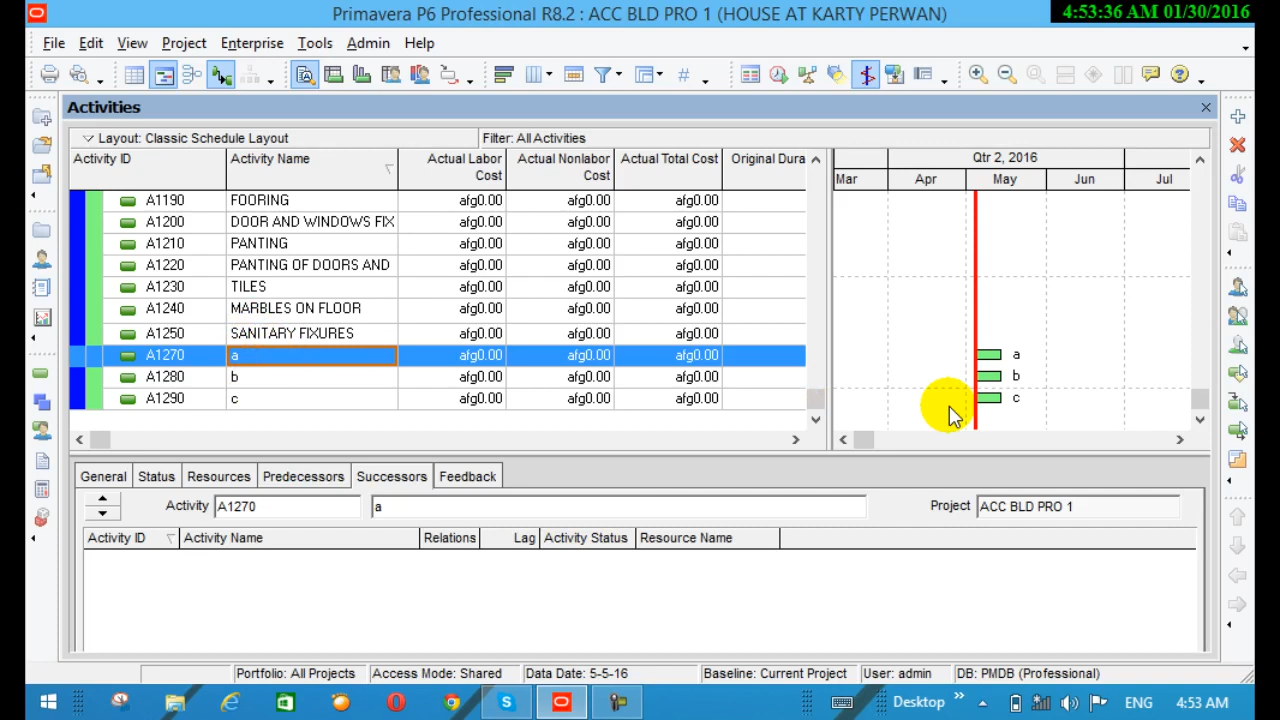 Primavera P6 Professional R8.2 : ACC BLD PRO 1 (HOUSE AT KARTY PERWAN)
4:53:36 AM 01/30/2016
File Edit View Project Enterprise Tools Admin Help
Activities
Layout: Classic Schedule Layout Filter: All Activities
Activity ID Activity Name Actual Labor Cost Actual Nonlabor Cost Actual Total Cost Original Dura
Qtr 2, 2016
Mar Apr May Jun Jul
A1190 FOORING afg0.00 afg0.00 afg0.00
A1200 DOOR AND WINDOWS FIX afg0.00 afg0.00 afg0.00
A1210 PANTING afg0.00 afg0.00 afg0.00
A1220 PANTING OF DOORS AND afg0.00 afg0.00 afg0.00
A1230 TILES afg0.00 afg0.00 afg0.00
A1240 MARBLES ON FLOOR afg0.00 afg0.00 afg0.00
A1250 SANITARY FIXURES afg0.00 afg0.00 afg0.00
A1270 a afg0.00 afg0.00 afg0.00 a
A1280 b afg0.00 afg0.00 afg0.00 b
A1290 c afg0.00 afg0.00 afg0.00 c
General Status Resources Predecessors Successors Feedback
Activity A1270 a Project ACC BLD PRO 1
Activity ID Activity Name Relations Lag Activity Status Resource Name
Portfolio: All Projects Access Mode: Shared Data Date: 5-5-16 Baseline: Current Project User: admin DB: PMDB (Professional)
Desktop ENG 4:53 AM